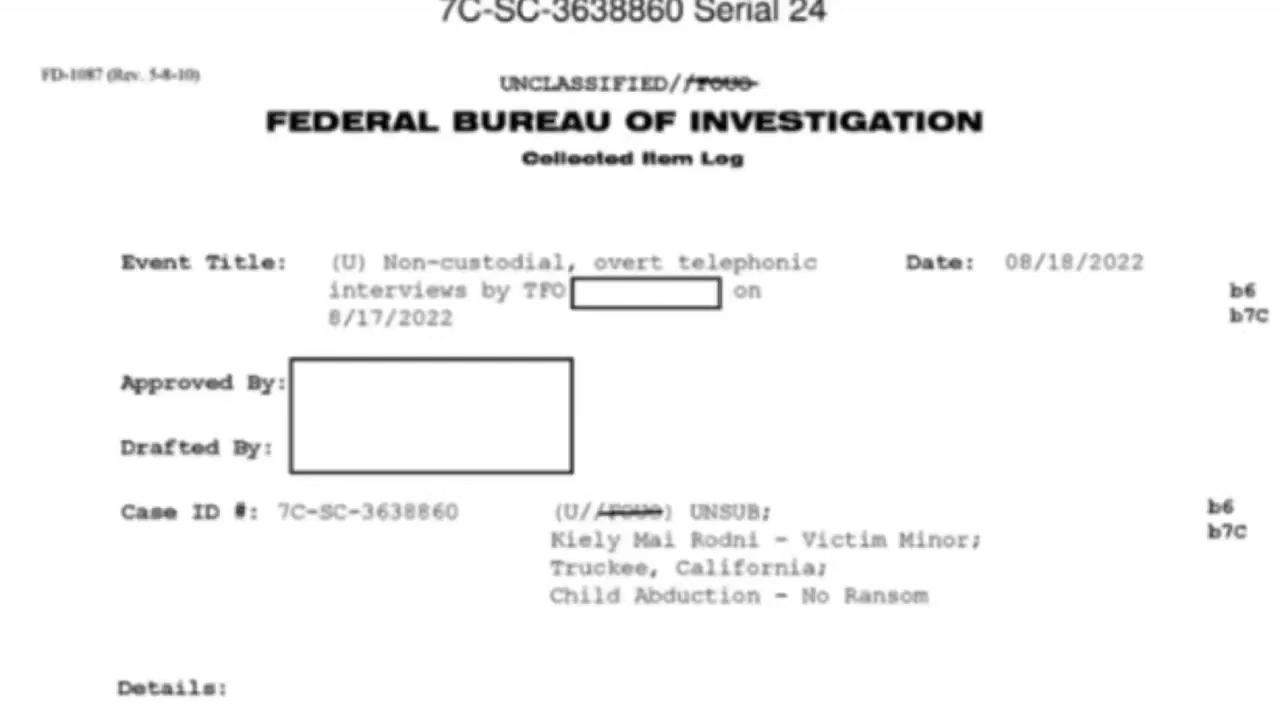 7C-SC-3638860 Serial 24
FD-1087 (Rev. 5-8-10)
UNCLASSIFIED//FOUO
FEDERAL BUREAU OF INVESTIGATION
Collected Item Log
Event Title: (U) Non-custodial, overt telephonic Date: 08/18/2022
interviews by TFO on b6
8/17/2022 b7C
Approved By:
Drafted By:
Case ID #: 7C-SC-3638860 (U//FOUO) UNSUB; b6
Kiely Mai Rodni - Victim Minor; b7C
Truckee, California;
Child Abduction - No Ransom
Details: